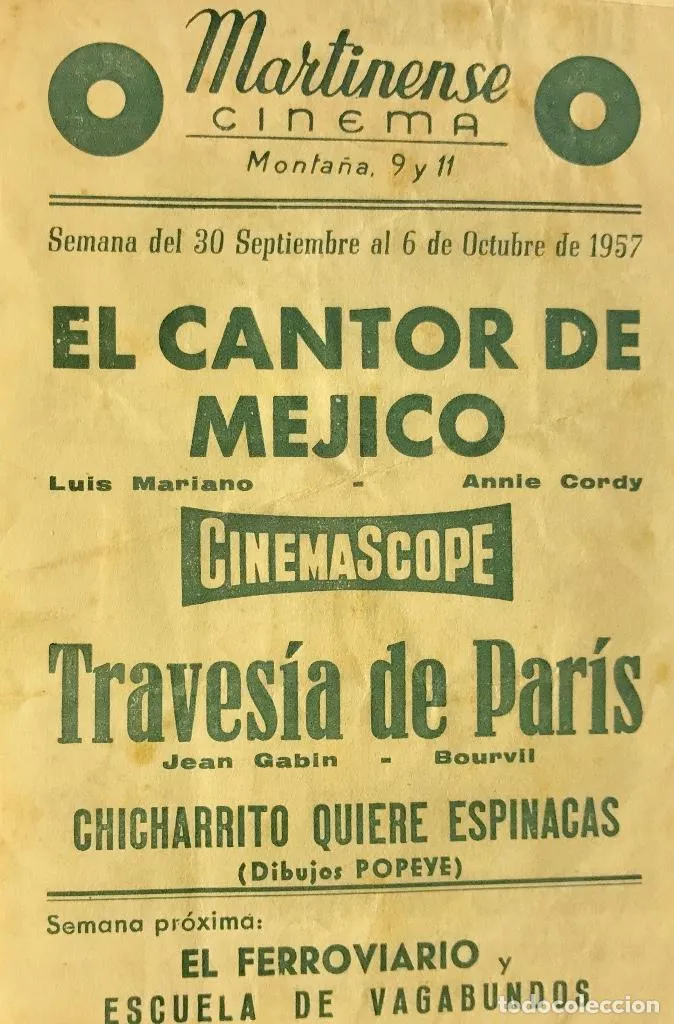 Martinense
CINEMA
Montaña, 9 y 11
Semana del 30 Septiembre al 6 de Octubre de 1957
EL CANTOR DE
MEJICO
Luis Mariano - Annie Cordy
CINEMASCOPE
Travesía de París
Jean Gabin - Bourvil
CHICHARRITO QUIERE ESPINACAS
(Dibujos POPEYE)
Semana próxima:
EL FERROVIARIO y
ESCUELA DE VAGABUNDOS
todocoleccion